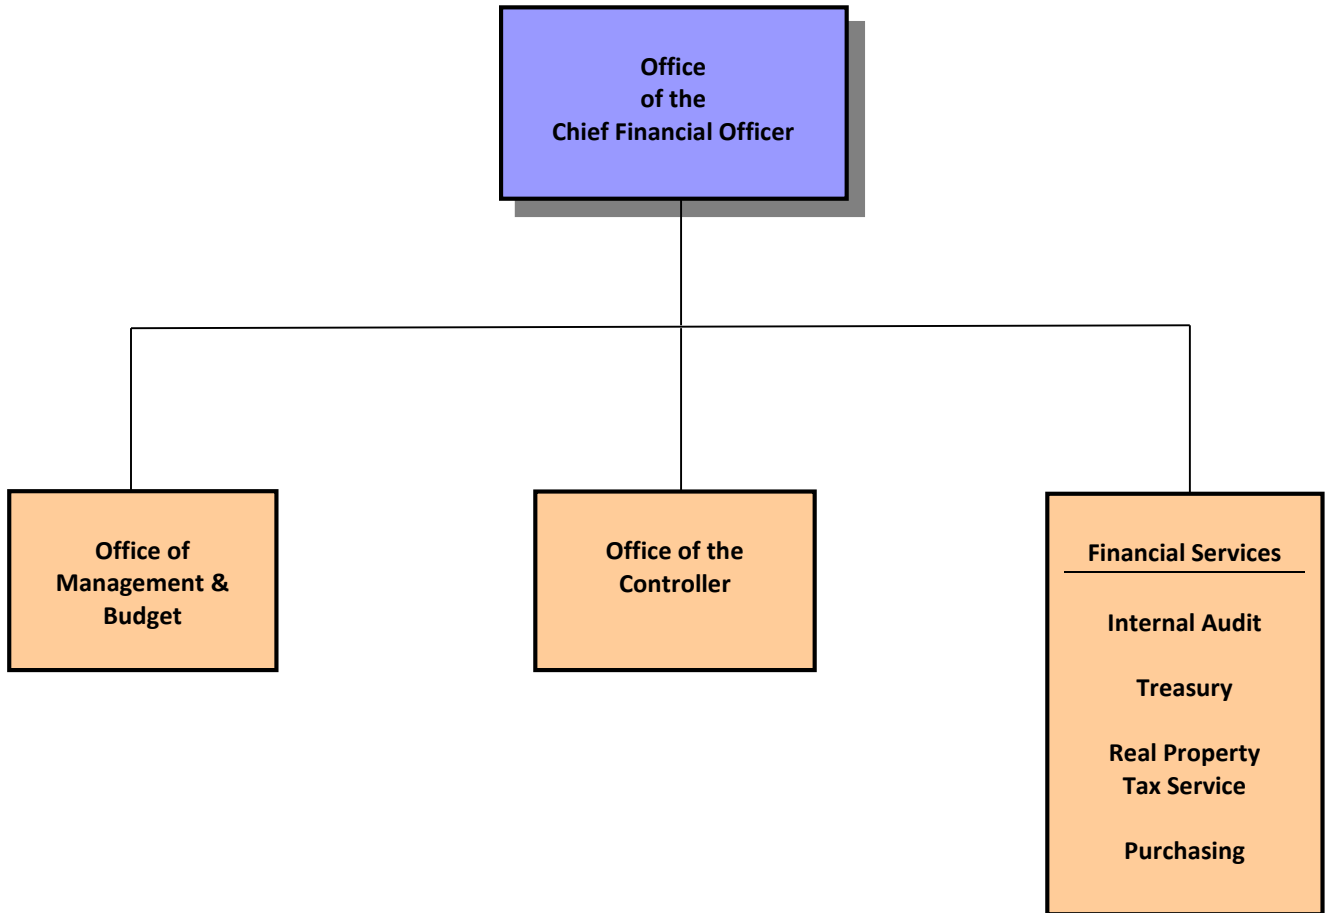 Office
of the
Chief Financial Officer
Office of
Management &
Budget
Office of the
Controller
Financial Services
Internal Audit
Treasury
Real Property
Tax Service
Purchasing